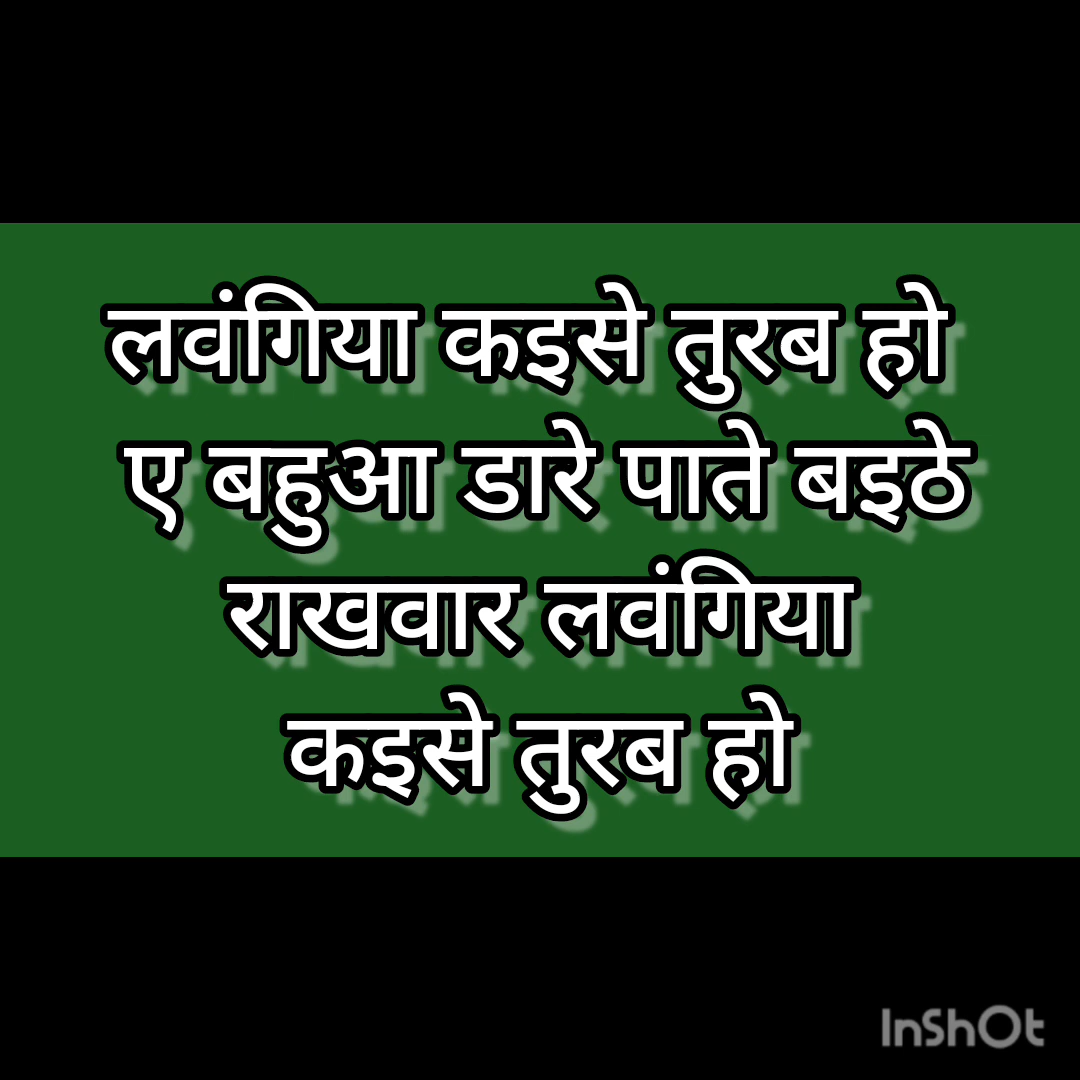 लवंगिया कइसे तुरब हो
ए बहुआ डारे पाते बइठे
राखवार लवंगिया
कइसे तुरब हो
InShOt